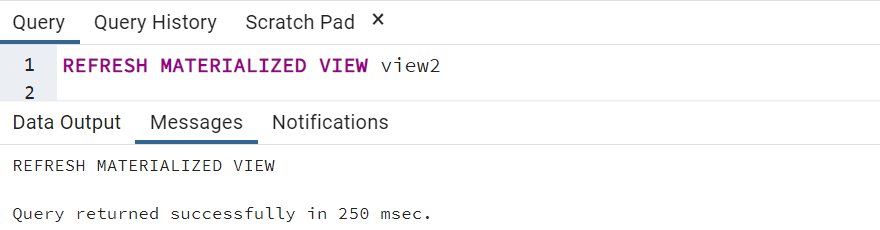 Query Query History Scratch Pad ×
1 REFRESH MATERIALIZED VIEW view2
2
Data Output Messages Notifications
REFRESH MATERIALIZED VIEW
Query returned successfully in 250 msec.